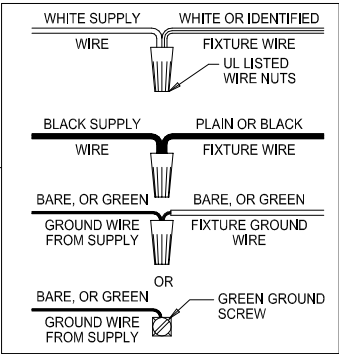 WHITE SUPPLY
WIRE
WHITE OR IDENTIFIED
FIXTURE WIRE
UL LISTED
WIRE NUTS
BLACK SUPPLY
WIRE
PLAIN OR BLACK
FIXTURE WIRE
BARE, OR GREEN
GROUND WIRE
FROM SUPPLY
BARE, OR GREEN
FIXTURE GROUND
WIRE
OR
BARE, OR GREEN
GROUND WIRE
FROM SUPPLY
GREEN GROUND
SCREW